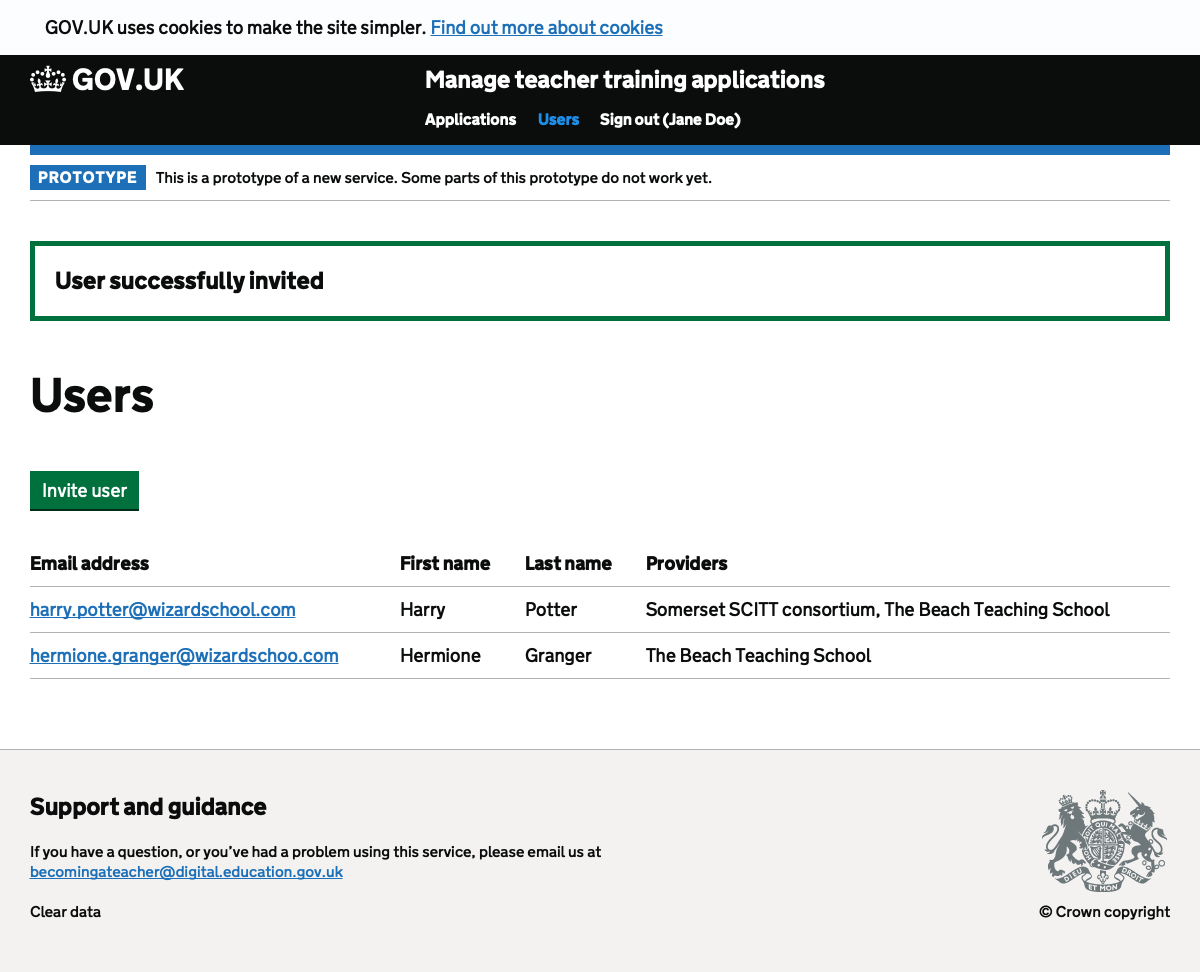 GOV.UK uses cookies to make the site simpler. Find out more about cookies
GOV.UK
Manage teacher training applications
Applications Users Sign out (Jane Doe)
PROTOTYPE This is a prototype of a new service. Some parts of this prototype do not work yet.
User successfully invited
Users
Invite user
Email address First name Last name Providers
harry.potter@wizardschool.com Harry Potter Somerset SCITT consortium, The Beach Teaching School
hermione.granger@wizardschoo.com Hermione Granger The Beach Teaching School
Support and guidance
If you have a question, or you’ve had a problem using this service, please email us at
becomingateacher@digital.education.gov.uk
Clear data
DIEU ET MON DROIT
© Crown copyright